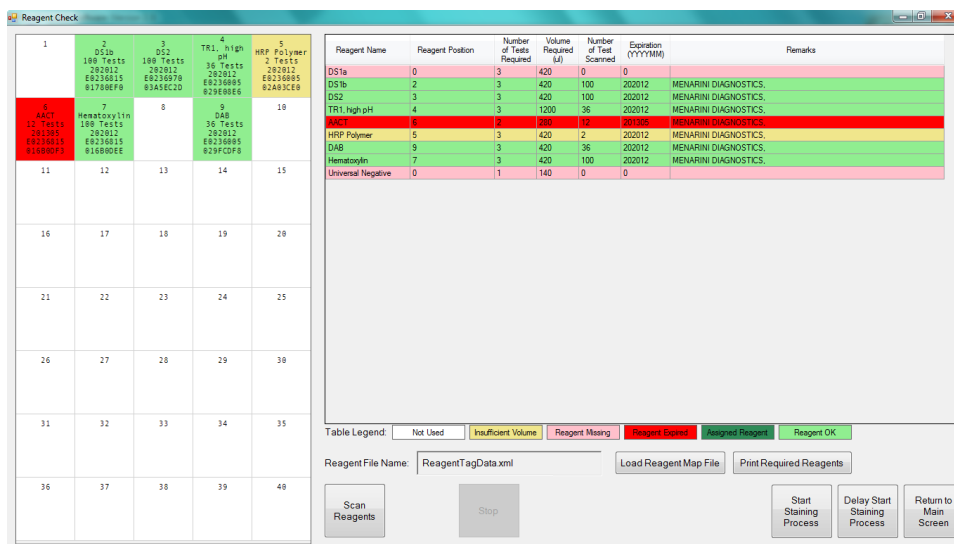 Reagent Check
1
2
DS1b
100 Tests
202012
E0236815
01780EF0
3
DS2
100 Tests
202012
E0236970
03A5EC2D
4
TR1, high
pH
36 Tests
202012
E0236005
029E08E6
5
HRP Polymer
2 Tests
202012
E0236005
02A03CE0
6
AACT
12 Tests
201305
E0236815
016B0DF3
7
Hematoxylin
100 Tests
202012
E0236815
016B0DEE
8
9
DAB
36 Tests
202012
E0236005
029FCDF8
10
11 12 13 14 15
16 17 18 19 20
21 22 23 24 25
26 27 28 29 30
31 32 33 34 35
36 37 38 39 40
Reagent Name Reagent Position Number of Tests Required Volume Required (ul) Number of Test Scanned Expiration (YYYYMM) Remarks
DS1a 0 3 420 0 0
DS1b 2 3 420 100 202012 MENARINI DIAGNOSTICS,
DS2 3 3 420 100 202012 MENARINI DIAGNOSTICS,
TR1, high pH 4 3 1200 36 202012 MENARINI DIAGNOSTICS,
AACT 6 2 280 12 201305 MENARINI DIAGNOSTICS,
HRP Polymer 5 3 420 2 202012 MENARINI DIAGNOSTICS,
DAB 9 3 420 36 202012 MENARINI DIAGNOSTICS,
Hematoxylin 7 3 420 100 202012 MENARINI DIAGNOSTICS,
Universal Negative 0 1 140 0 0
Table Legend: Not Used Insufficient Volume Reagent Missing Reagent Expired Assigned Reagent Reagent OK
Reagent File Name: ReagentTagData.xml Load Reagent Map File Print Required Reagents
Scan
Reagents
Stop
Start
Staining
Process
Delay Start
Staining
Process
Return to
Main
Screen